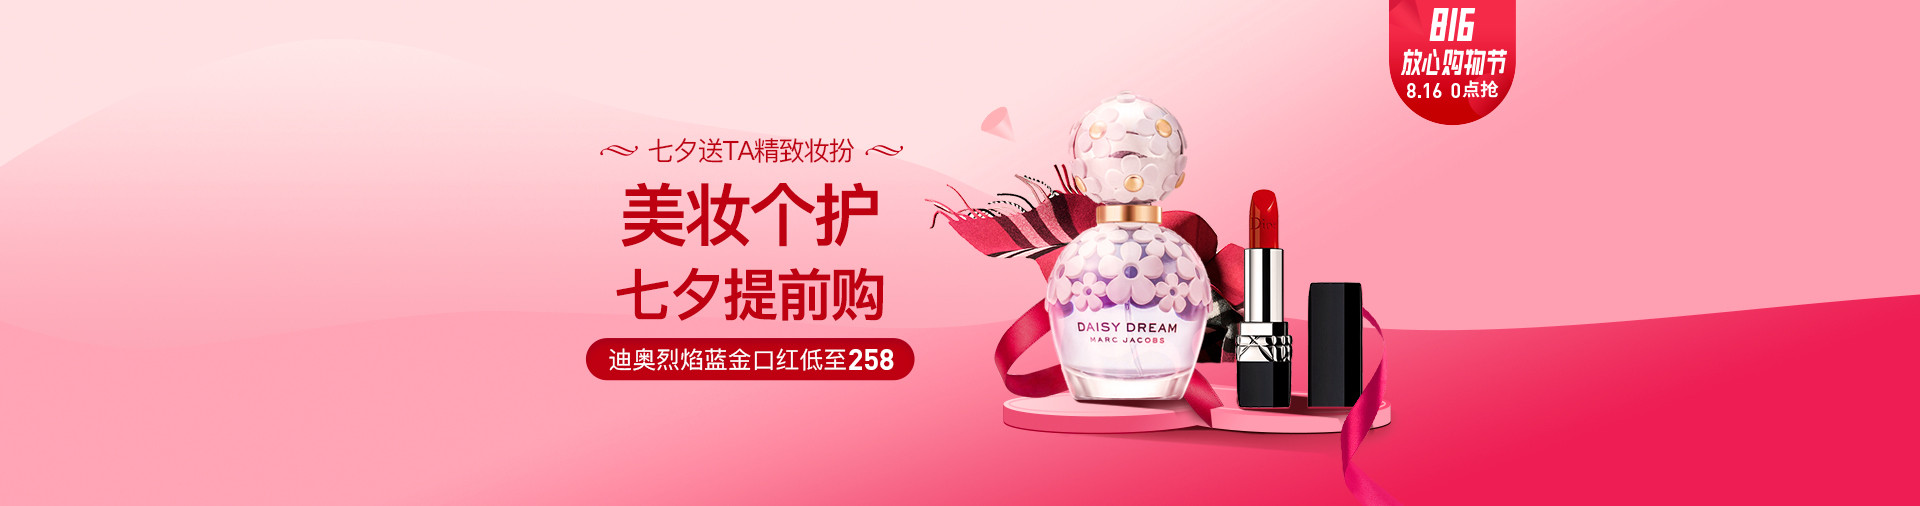 816
放心购物节
8.16 0点抢
七夕送TA精致妆扮
美妆个护
七夕提前购
迪奥烈焰蓝金口红低至258
DAISY DREAM
MARC JACOBS
Dior